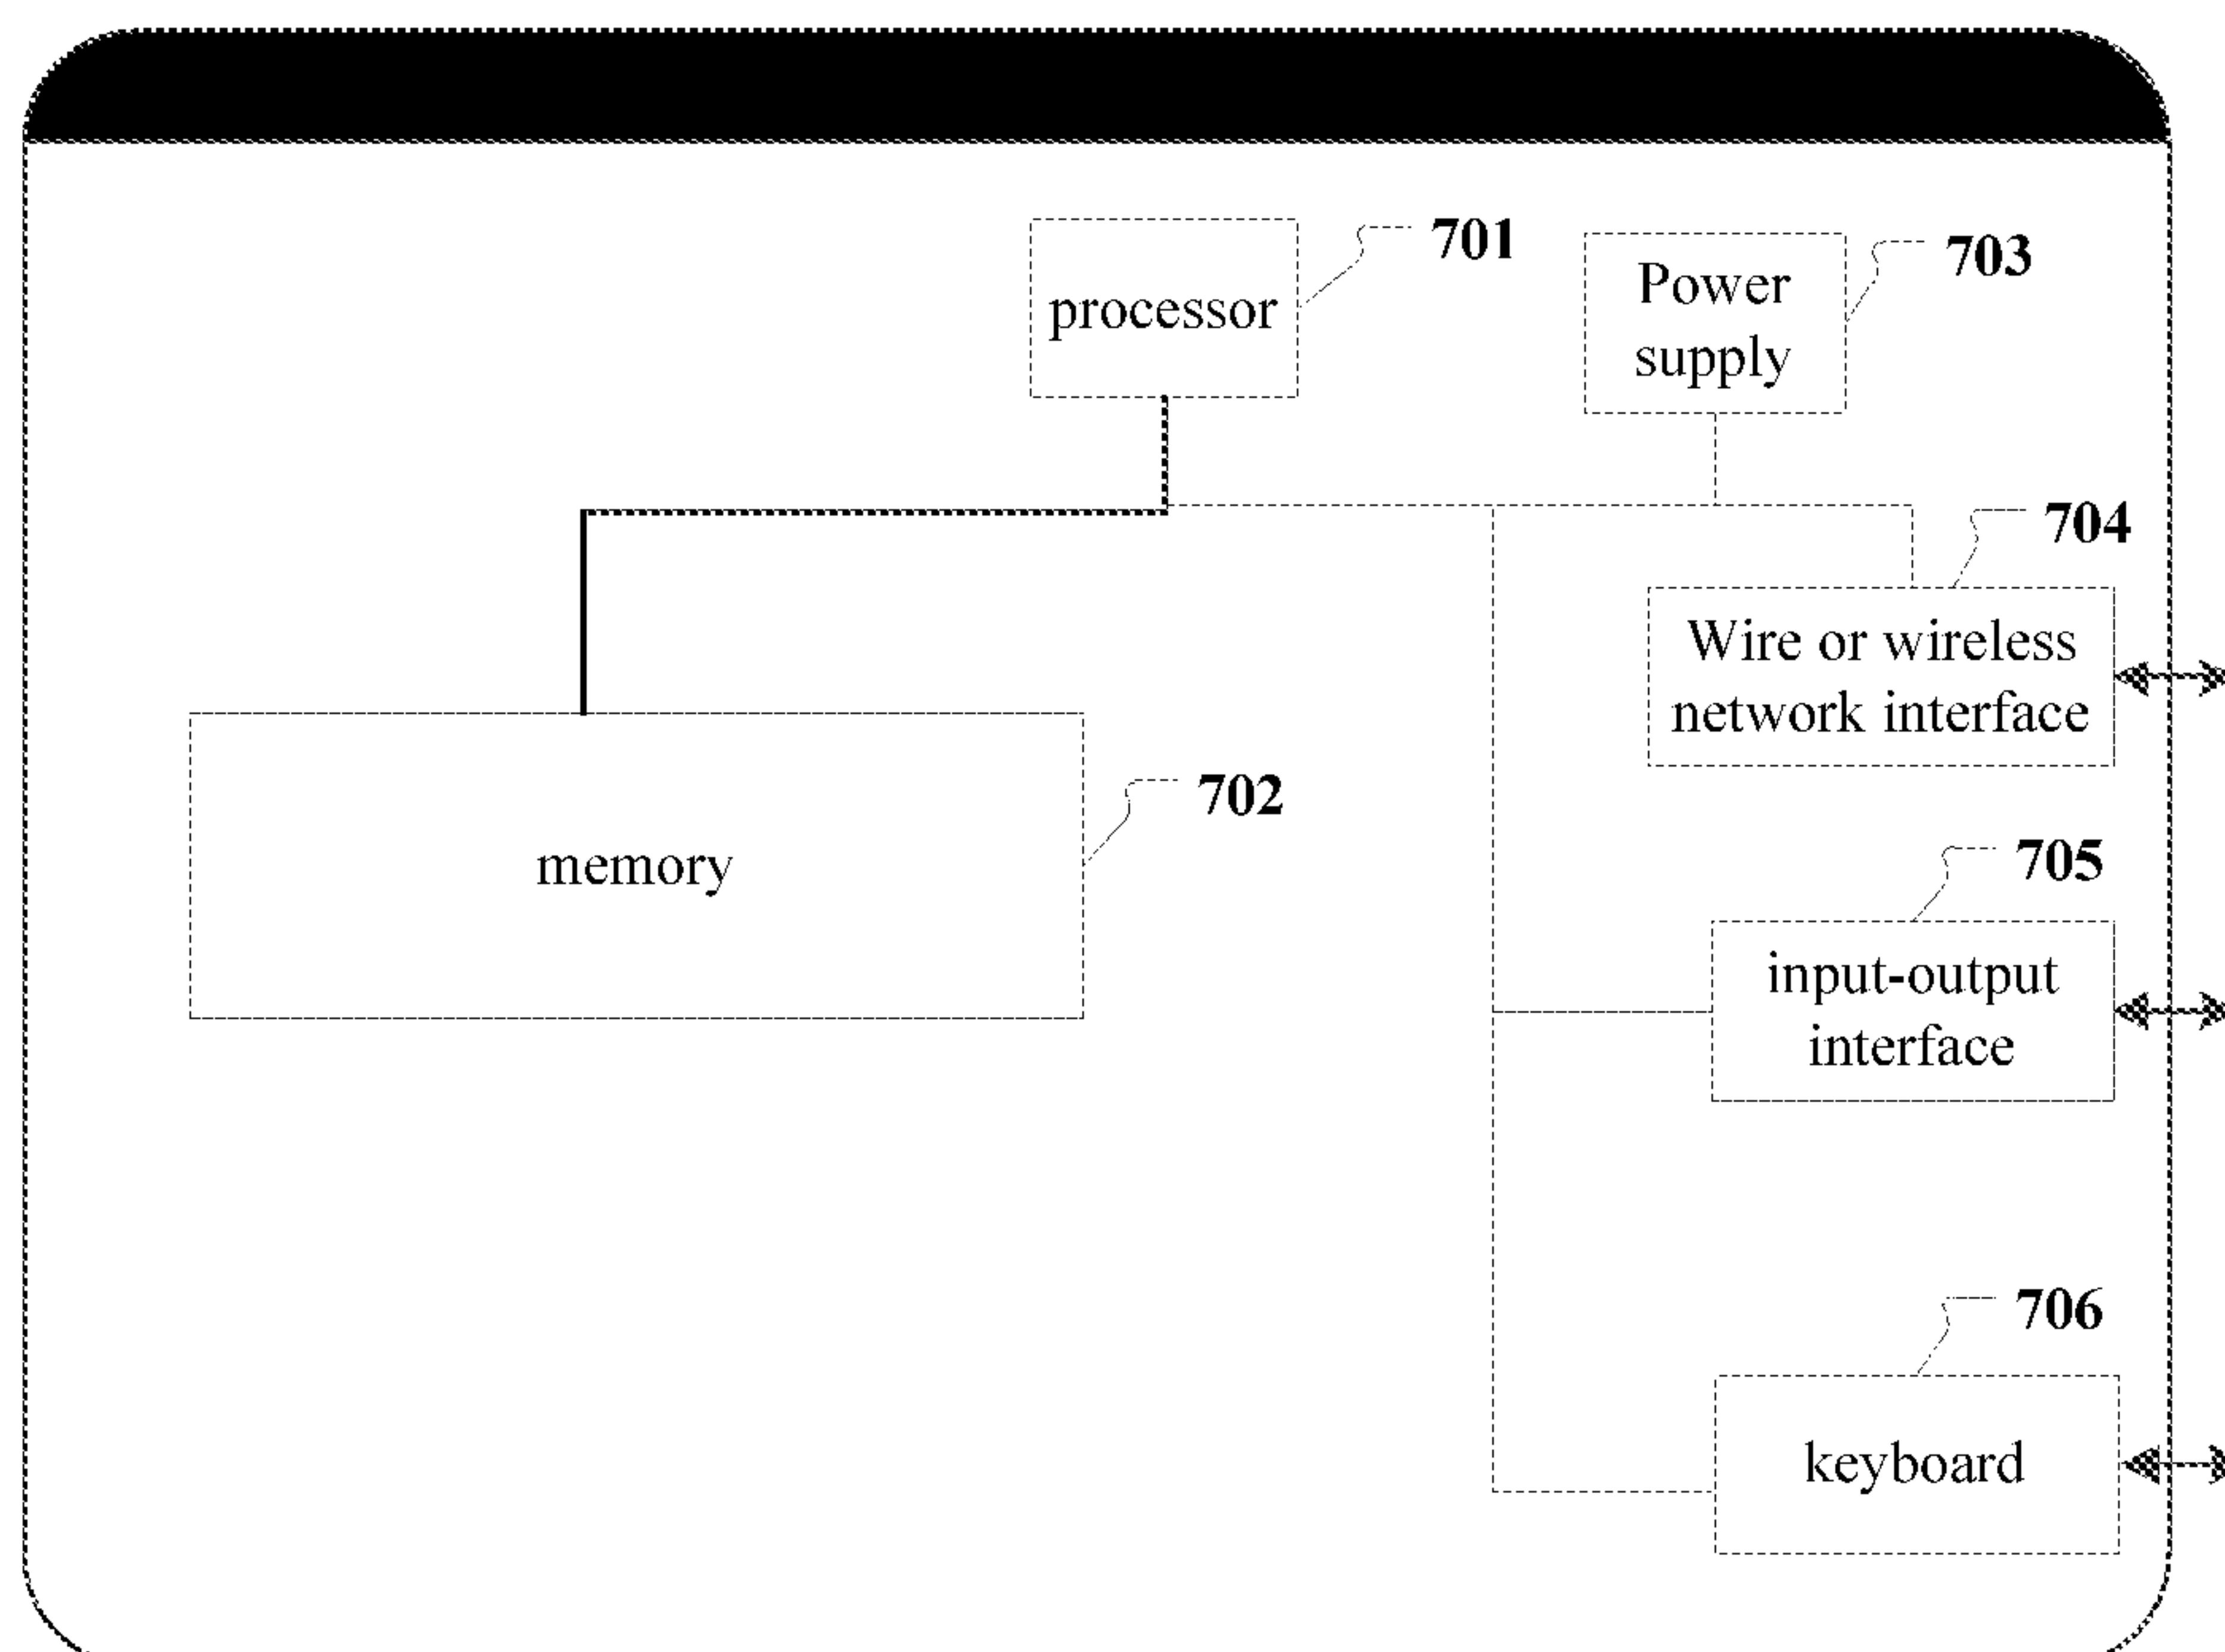 701
processor
703
Power
supply
704
Wire or wireless
network interface
702
memory
705
input-output
interface
706
keyboard